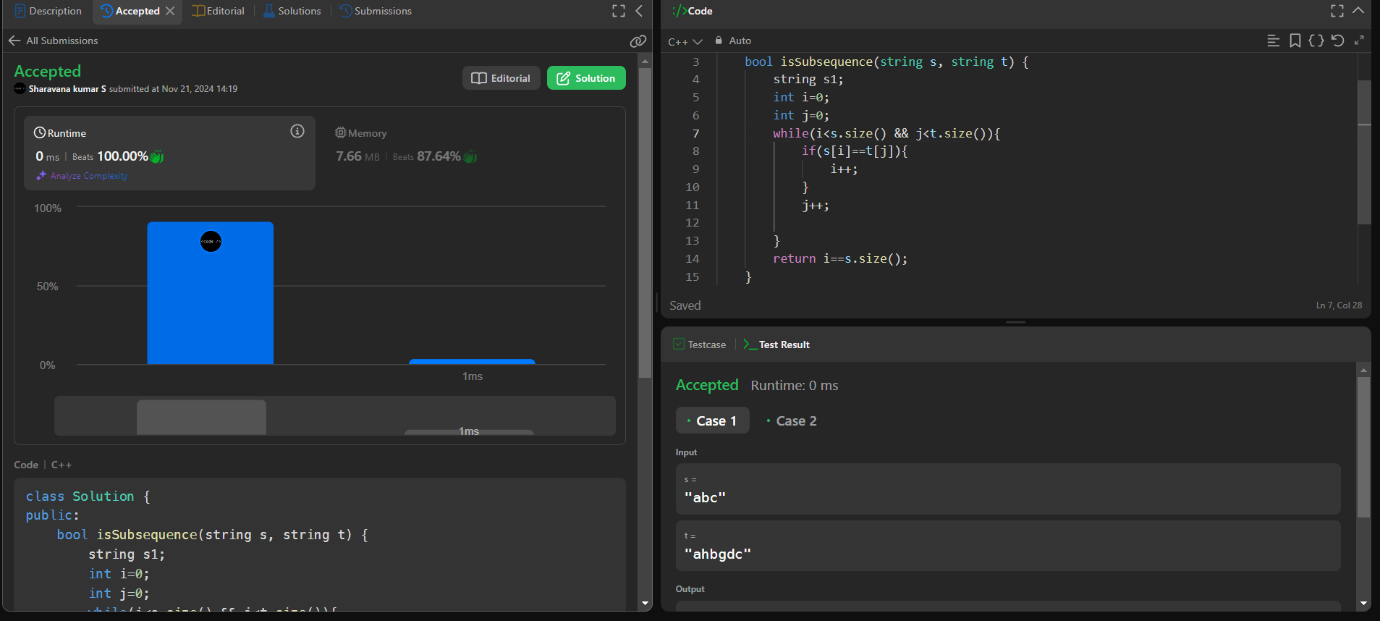 Description
Accepted
Editorial
Solutions
Submissions
All Submissions
Accepted
Sharavana kumar S submitted at Nov 21, 2024 14:19
Editorial
Solution
Runtime
0 ms | Beats 100.00%
Analyze Complexity
Memory
7.66 MB | Beats 87.64%
100%
50%
0%
<code />
1ms
1ms
Code | C++
class Solution {
public:
    bool isSubsequence(string s, string t) {
        string s1;
        int i=0;
        int j=0;
        while(i<s.size() && j<t.size()){
</>Code
C++
Auto
3 bool isSubsequence(string s, string t) {
4 string s1;
5 int i=0;
6 int j=0;
7 while(i<s.size() && j<t.size()){
8 if(s[i]==t[j]){
9 i++;
10 }
11 j++;
12
13 }
14 return i==s.size();
15 }
Saved
Ln 7, Col 28
Testcase
>_Test Result
Accepted Runtime: 0 ms
Case 1
Case 2
Input
s =
"abc"
t =
"ahbgdc"
Output